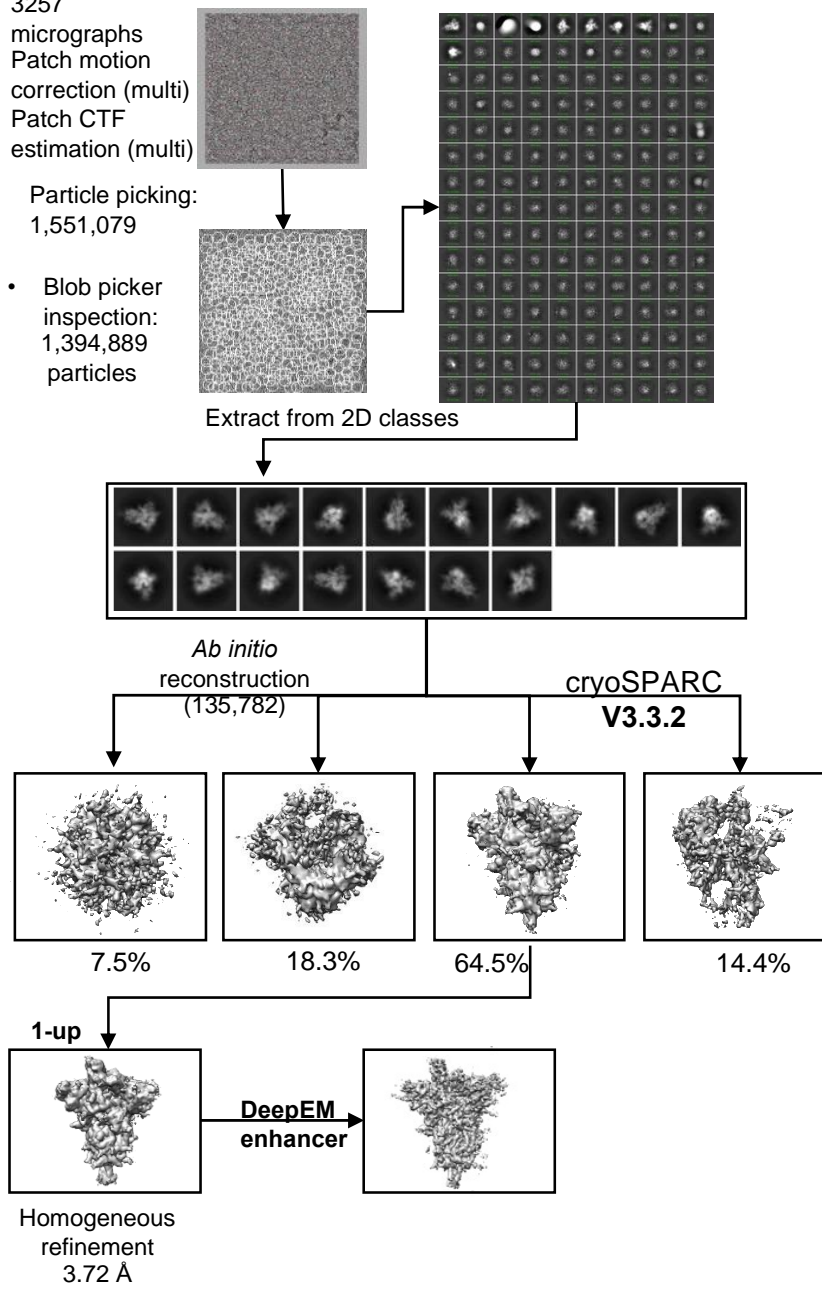 3257
micrographs
Patch motion
correction (multi)
Patch CTF
estimation (multi)
Particle picking:
1,551,079
• Blob picker
inspection:
1,394,889
particles
Extract from 2D classes
Ab initio
reconstruction
(135,782)
cryoSPARC
V3.3.2
7.5%
18.3%
64.5%
14.4%
1-up
DeepEM
enhancer
Homogeneous
refinement
3.72 Å